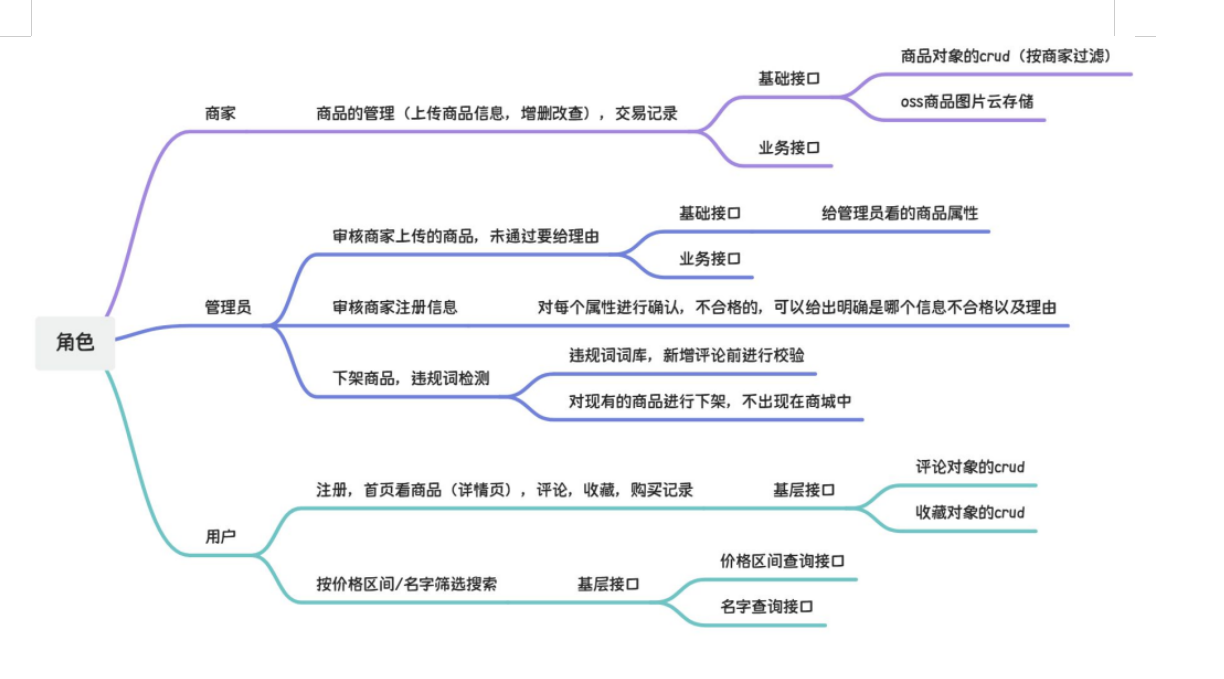 角色
商家
商品的管理（上传商品信息，增删改查），交易记录
基础接口
商品对象的crud（按商家过滤）
oss商品图片云存储
业务接口
管理员
审核商家上传的商品，未通过要给理由
基础接口
给管理员看的商品属性
业务接口
审核商家注册信息
对每个属性进行确认，不合格的，可以给出明确是哪个信息不合格以及理由
下架商品，违规词检测
违规词词库，新增评论前进行校验
对现有的商品进行下架，不出现在商城中
用户
注册，首页看商品（详情页），评论，收藏，购买记录
基层接口
评论对象的crud
收藏对象的crud
按价格区间/名字筛选搜索
基层接口
价格区间查询接口
名字查询接口